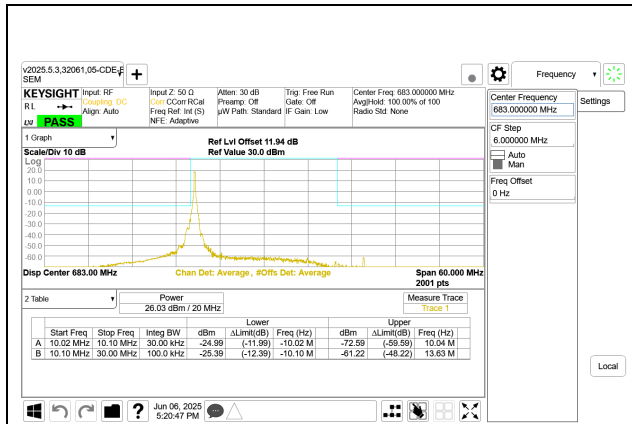 v2025.5.3,32061,05-CDE-F
SEM
+
Frequency
KEYSIGHT
RL
LXI
PASS
Input: RF
Coupling: DC
Align: Auto
Input Z: 50 Ω
Corr CCorr RCal
Freq Ref: Int (S)
NFE: Adaptive
Atten: 30 dB
Preamp: Off
µW Path: Standard
Trig: Free Run
Gate: Off
IF Gain: Low
Center Freq: 683.000000 MHz
Avg|Hold: 100.00% of 100
Radio Std: None
Center Frequency
683.000000 MHz
Settings
CF Step
6.000000 MHz
Auto
Man
Freq Offset
0 Hz
Local
1 Graph
Scale/Div 10 dB
Ref Lvl Offset 11.94 dB
Ref Value 30.0 dBm
Log
20.0
10.0
0.00
-10.0
-20.0
-30.0
-40.0
-50.0
-60.0
Disp Center 683.00 MHz
Chan Det: Average , #Offs Det: Average
Span 60.000 MHz
2001 pts
2 Table
Power
26.03 dBm / 20 MHz
Measure Trace
Trace 1
Lower Upper
Start Freq Stop Freq Integ BW dBm ΔLimit(dB) Freq (Hz) dBm ΔLimit(dB) Freq (Hz)
A 10.02 MHz 10.10 MHz 30.00 kHz -24.99 (-11.99) -10.02 M -72.59 (-59.59) 10.04 M
B 10.10 MHz 30.00 MHz 100.0 kHz -25.39 (-12.39) -10.10 M -61.22 (-48.22) 13.63 M
?
Jun 06, 2025
5:20:47 PM